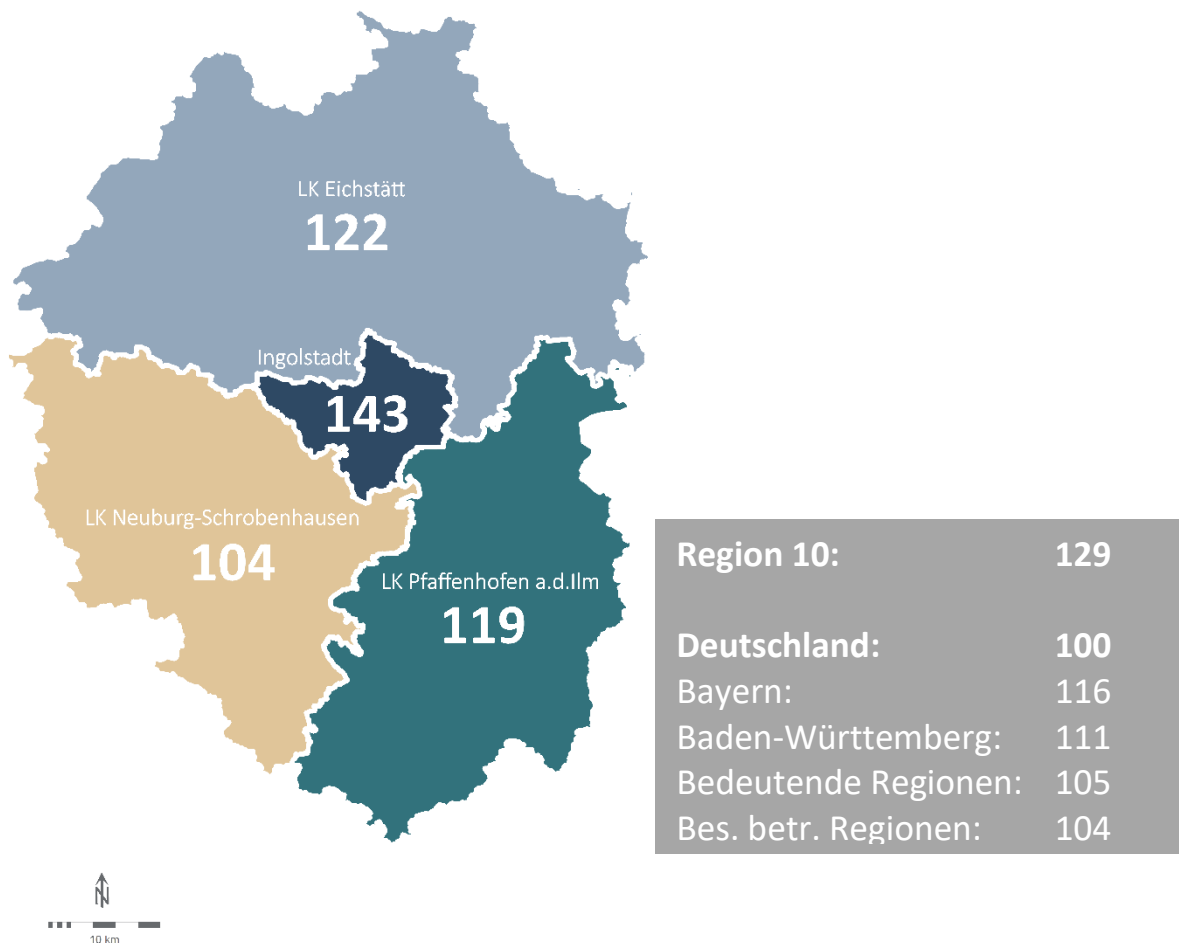 LK Eichstätt
122
Ingolstadt
143
LK Neuburg-Schrobenhausen
104
LK Pfaffenhofen a.d.Ilm
119
Region 10: 129
Deutschland: 100
Bayern: 116
Baden-Württemberg: 111
Bedeutende Regionen: 105
Bes. betr. Regionen: 104
N
10 km